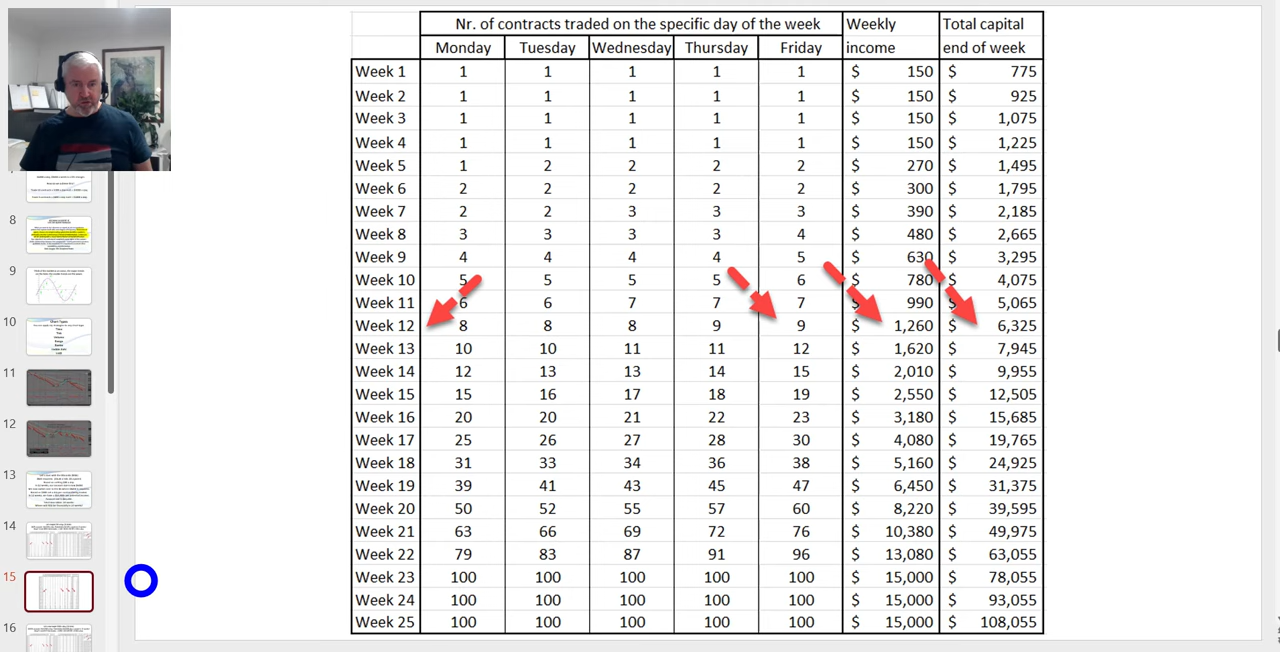 Nr. of contracts traded on the specific day of the week Weekly Total capital
Monday Tuesday Wednesday Thursday Friday income end of week
Week 1 1 1 1 1 1 $ 150 $ 775
Week 2 1 1 1 1 1 $ 150 $ 925
Week 3 1 1 1 1 1 $ 150 $ 1,075
Week 4 1 1 1 1 1 $ 150 $ 1,225
Week 5 1 2 2 2 2 $ 270 $ 1,495
Week 6 2 2 2 2 2 $ 300 $ 1,795
Week 7 2 2 3 3 3 $ 390 $ 2,185
Week 8 3 3 3 3 4 $ 480 $ 2,665
Week 9 4 4 4 4 5 $ 630 $ 3,295
Week 10 5 5 5 5 6 $ 780 $ 4,075
Week 11 6 6 7 7 7 $ 990 $ 5,065
Week 12 8 8 8 9 9 $ 1,260 $ 6,325
Week 13 10 10 11 11 12 $ 1,620 $ 7,945
Week 14 12 13 13 14 15 $ 2,010 $ 9,955
Week 15 15 16 17 18 19 $ 2,550 $ 12,505
Week 16 20 20 21 22 23 $ 3,180 $ 15,685
Week 17 25 26 27 28 30 $ 4,080 $ 19,765
Week 18 31 33 34 36 38 $ 5,160 $ 24,925
Week 19 39 41 43 45 47 $ 6,450 $ 31,375
Week 20 50 52 55 57 60 $ 8,220 $ 39,595
Week 21 63 66 69 72 76 $ 10,380 $ 49,975
Week 22 79 83 87 91 96 $ 13,080 $ 63,055
Week 23 100 100 100 100 100 $ 15,000 $ 78,055
Week 24 100 100 100 100 100 $ 15,000 $ 93,055
Week 25 100 100 100 100 100 $ 15,000 $ 108,055
8
9
10
Chart Types
11
12
13
14
15
16